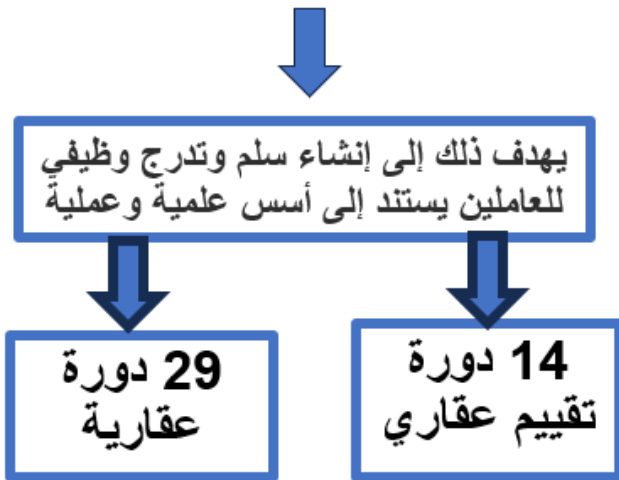 يهدف ذلك إلى إنشاء سلم وتدرج وظيفي
للعاملين يستند إلى أسس علمية وعملية
14 دورة
تقييم عقاري
29 دورة
عقارية